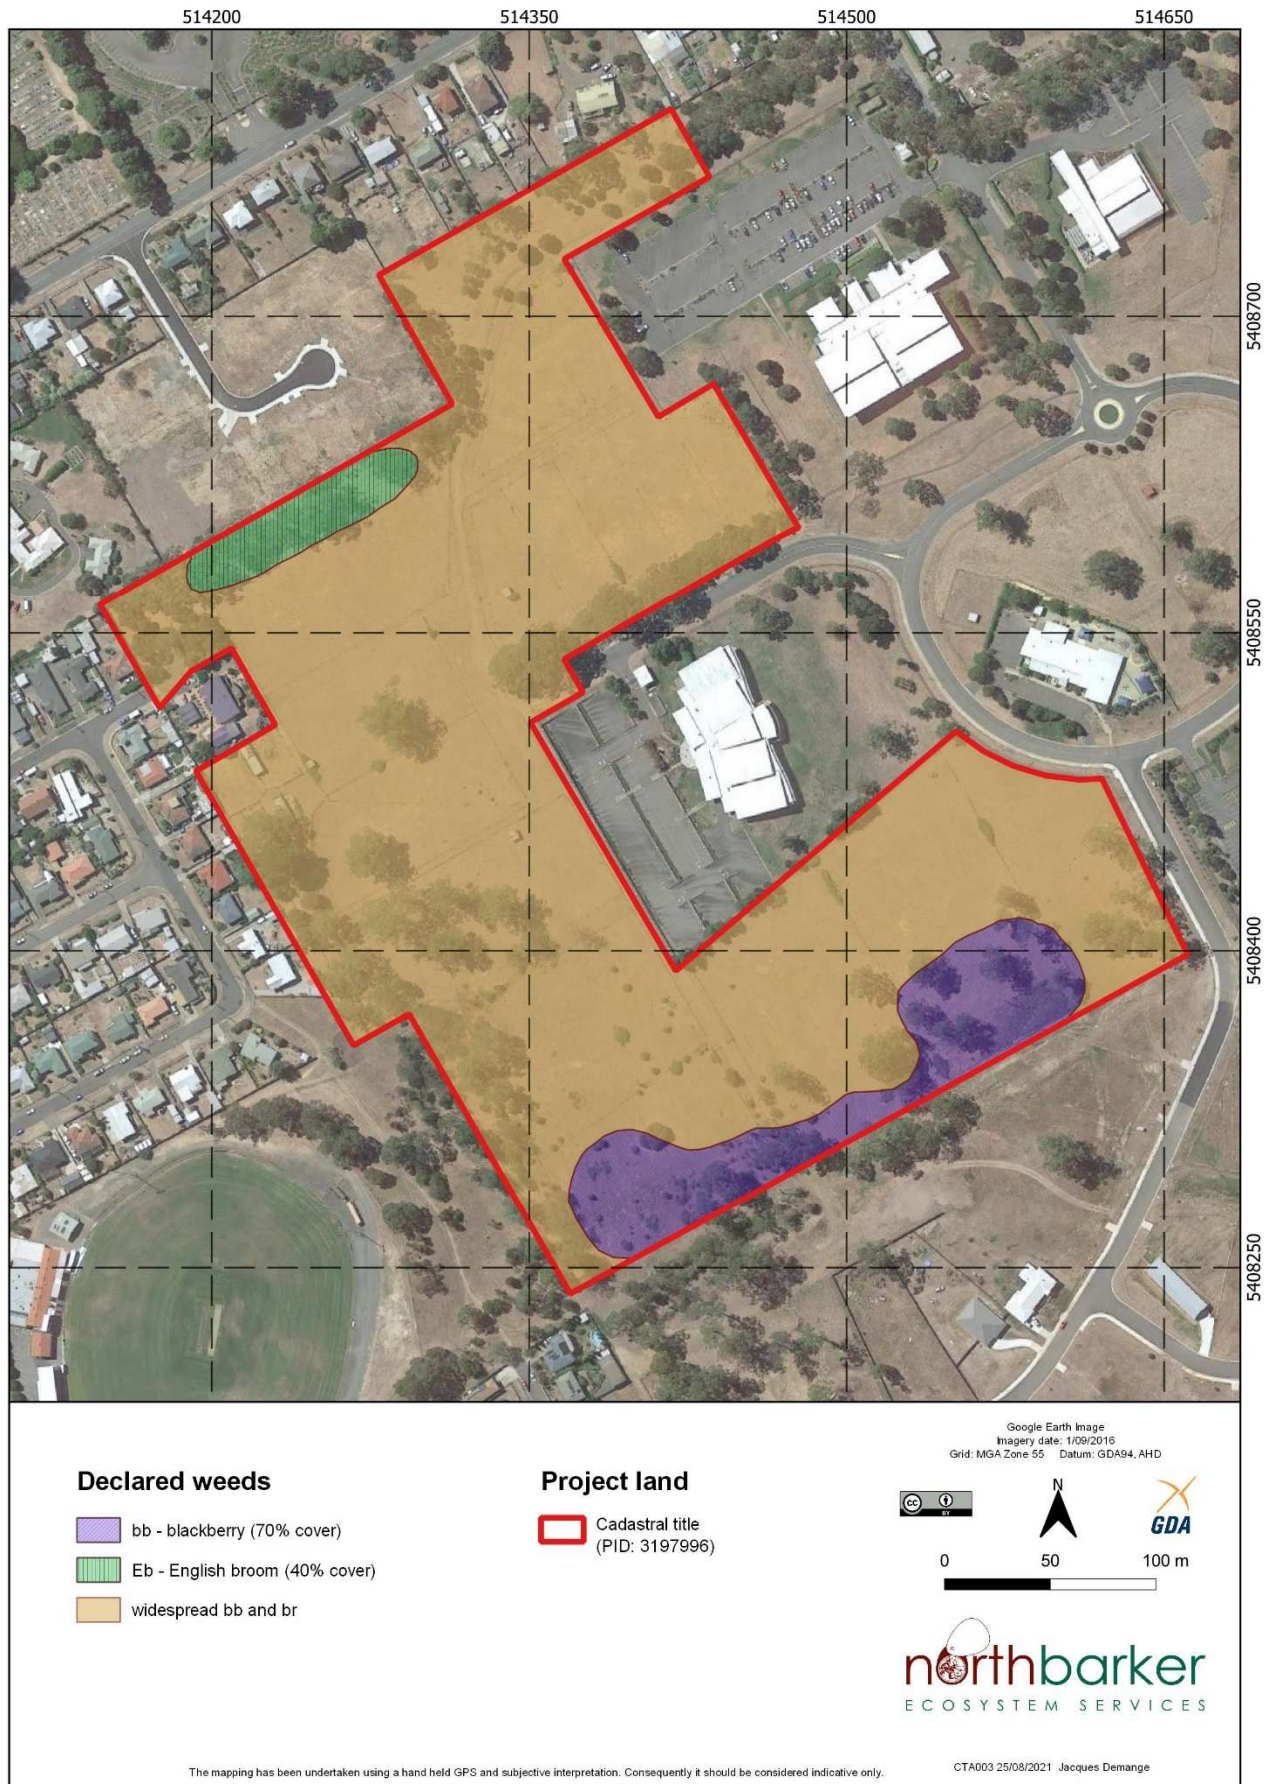 514200 514350 514500 514650
5408700
5408550
5408400
5408250
Declared weeds
bb - blackberry (70% cover)
Eb - English broom (40% cover)
widespread bb and br
Project land
Cadastral title
(PID: 3197996)
Google Earth Image
Imagery date: 1/09/2016
Grid: MGA Zone 55 Datum: GDA94, AHD
cc BY
N
GDA
0 50 100 m
northbarker
ECOSYSTEM SERVICES
The mapping has been undertaken using a hand held GPS and subjective interpretation. Consequently it should be considered indicative only.
CTA003 25/08/2021 Jacques Demange